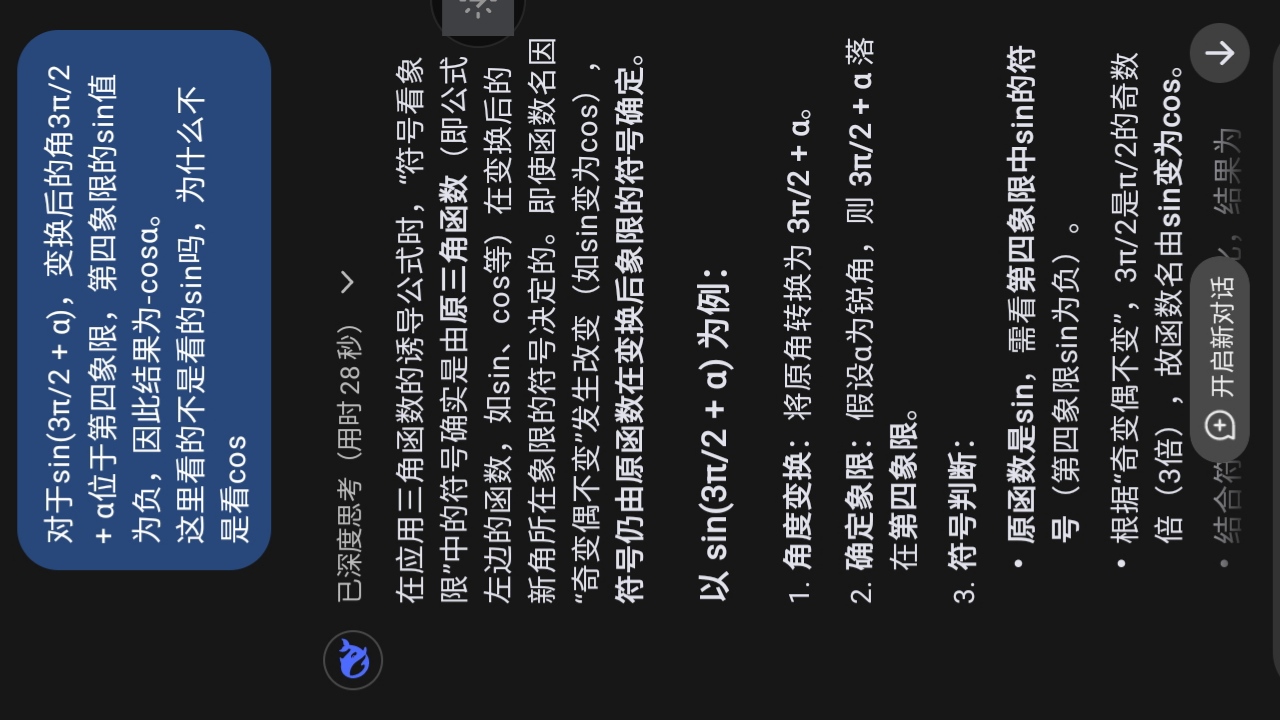 对于sin(3π/2 + α)，变换后的角3π/2
+ α位于第四象限，第四象限的sin值
为负，因此结果为-cosα。
这里看的不是看的sin吗，为什么不
是看cos
已深度思考（用时 28 秒）
在应用三角函数的诱导公式时，“符号看象
限”中的符号确实是由原三角函数（即公式
左边的函数，如sin、cos等）在变换后的
新角所在象限的符号决定的。即使函数名因
“奇变偶不变”发生改变（如sin变为cos），
符号仍由原函数在变换后象限的符号确定。
以 sin(3π/2 + α) 为例：
1. 角度变换：将原角转换为 3π/2 + α。
2. 确定象限：假设α为锐角，则 3π/2 + α 落
在第四象限。
3. 符号判断：
• 原函数是sin，需看第四象限中sin的符
号（第四象限sin为负）。
• 根据“奇变偶不变”，3π/2是π/2的奇数
倍（3倍），故函数名由sin变为cos。
• 结合符
，结果为
开启新对话